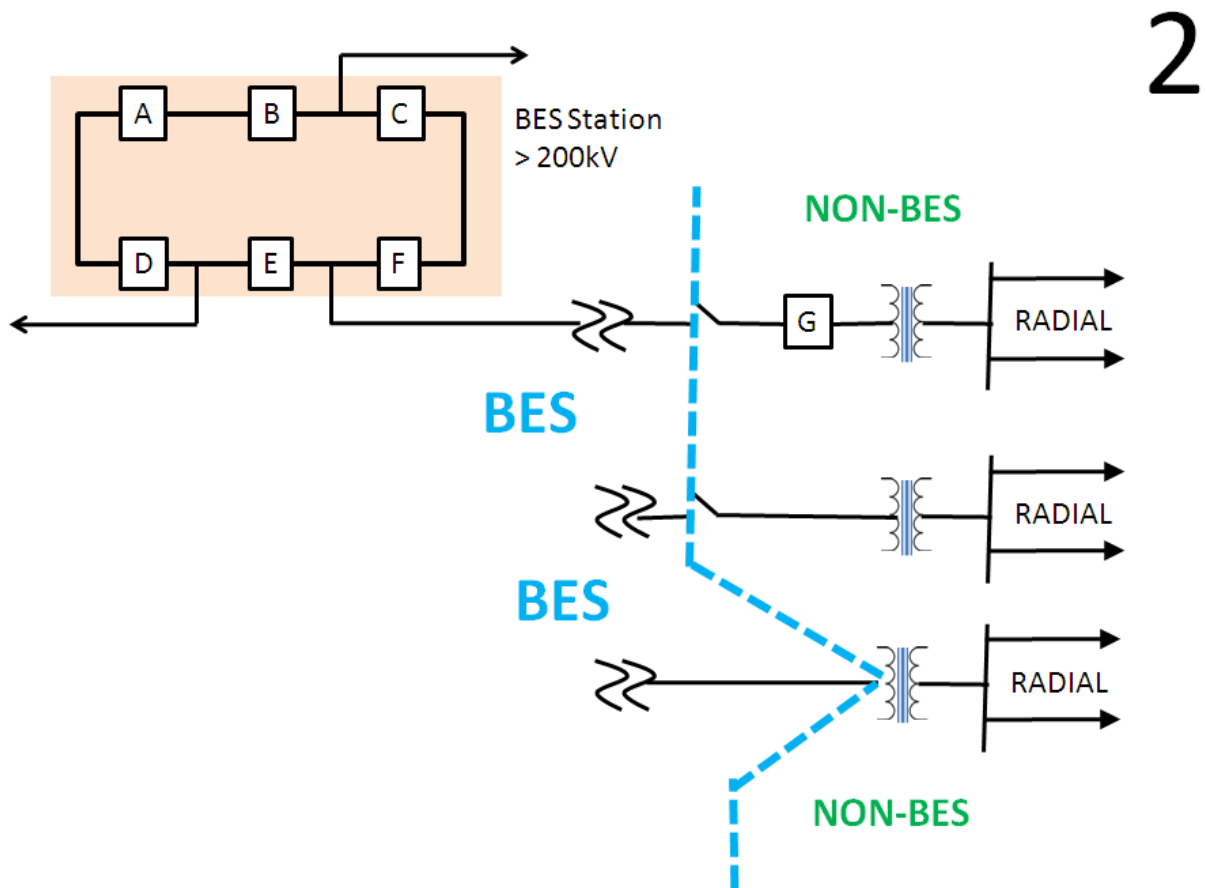 2
A
B
C
BES Station
> 200kV
NON-BES
D
E
F
G
RADIAL
BES
RADIAL
BES
RADIAL
NON-BES